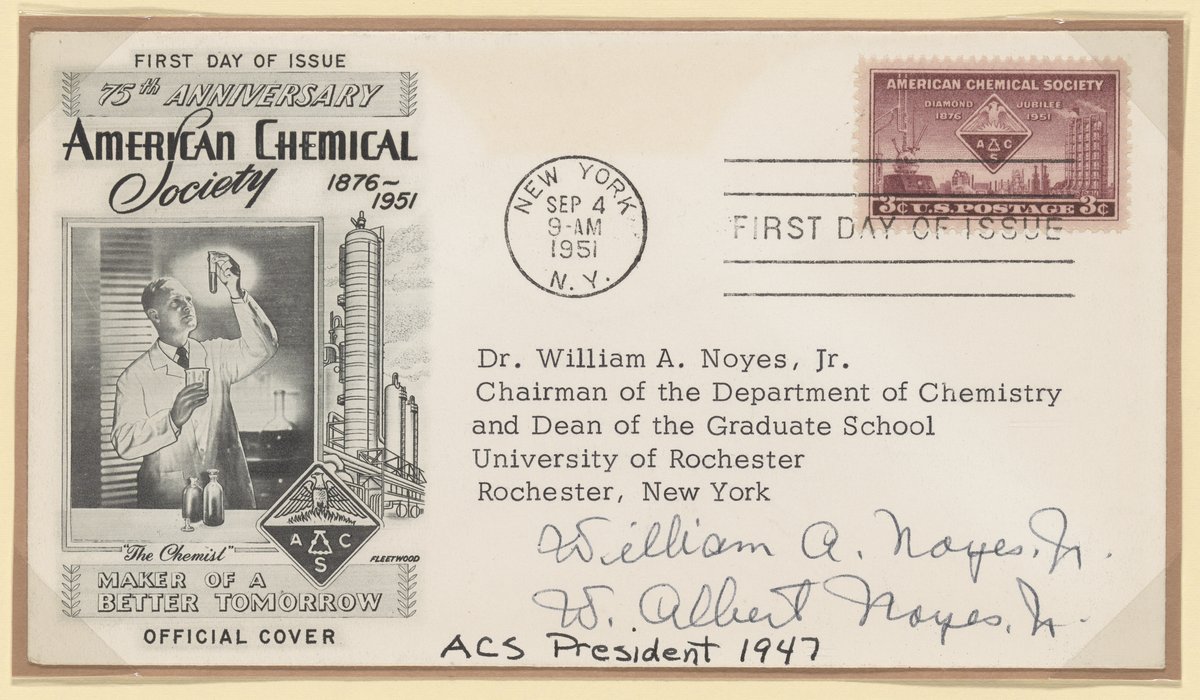 FIRST DAY OF ISSUE
75th ANNIVERSARY
AMERICAN CHEMICAL
Society 1876~
1951
"The Chemist"
A C
S
FLEETWOOD
MAKER OF A
BETTER TOMORROW
OFFICIAL COVER
NEW YORK
SEP 4
9-AM
1951
N.Y.
AMERICAN CHEMICAL SOCIETY
DIAMOND JUBILEE
1876 1951
A C
S
3¢ U.S. POSTAGE 3¢
FIRST DAY OF ISSUE
Dr. William A. Noyes, Jr.
Chairman of the Department of Chemistry
and Dean of the Graduate School
University of Rochester
Rochester, New York
William A. Noyes, Jr.
W. Albert Noyes, Jr.
ACS President 1947